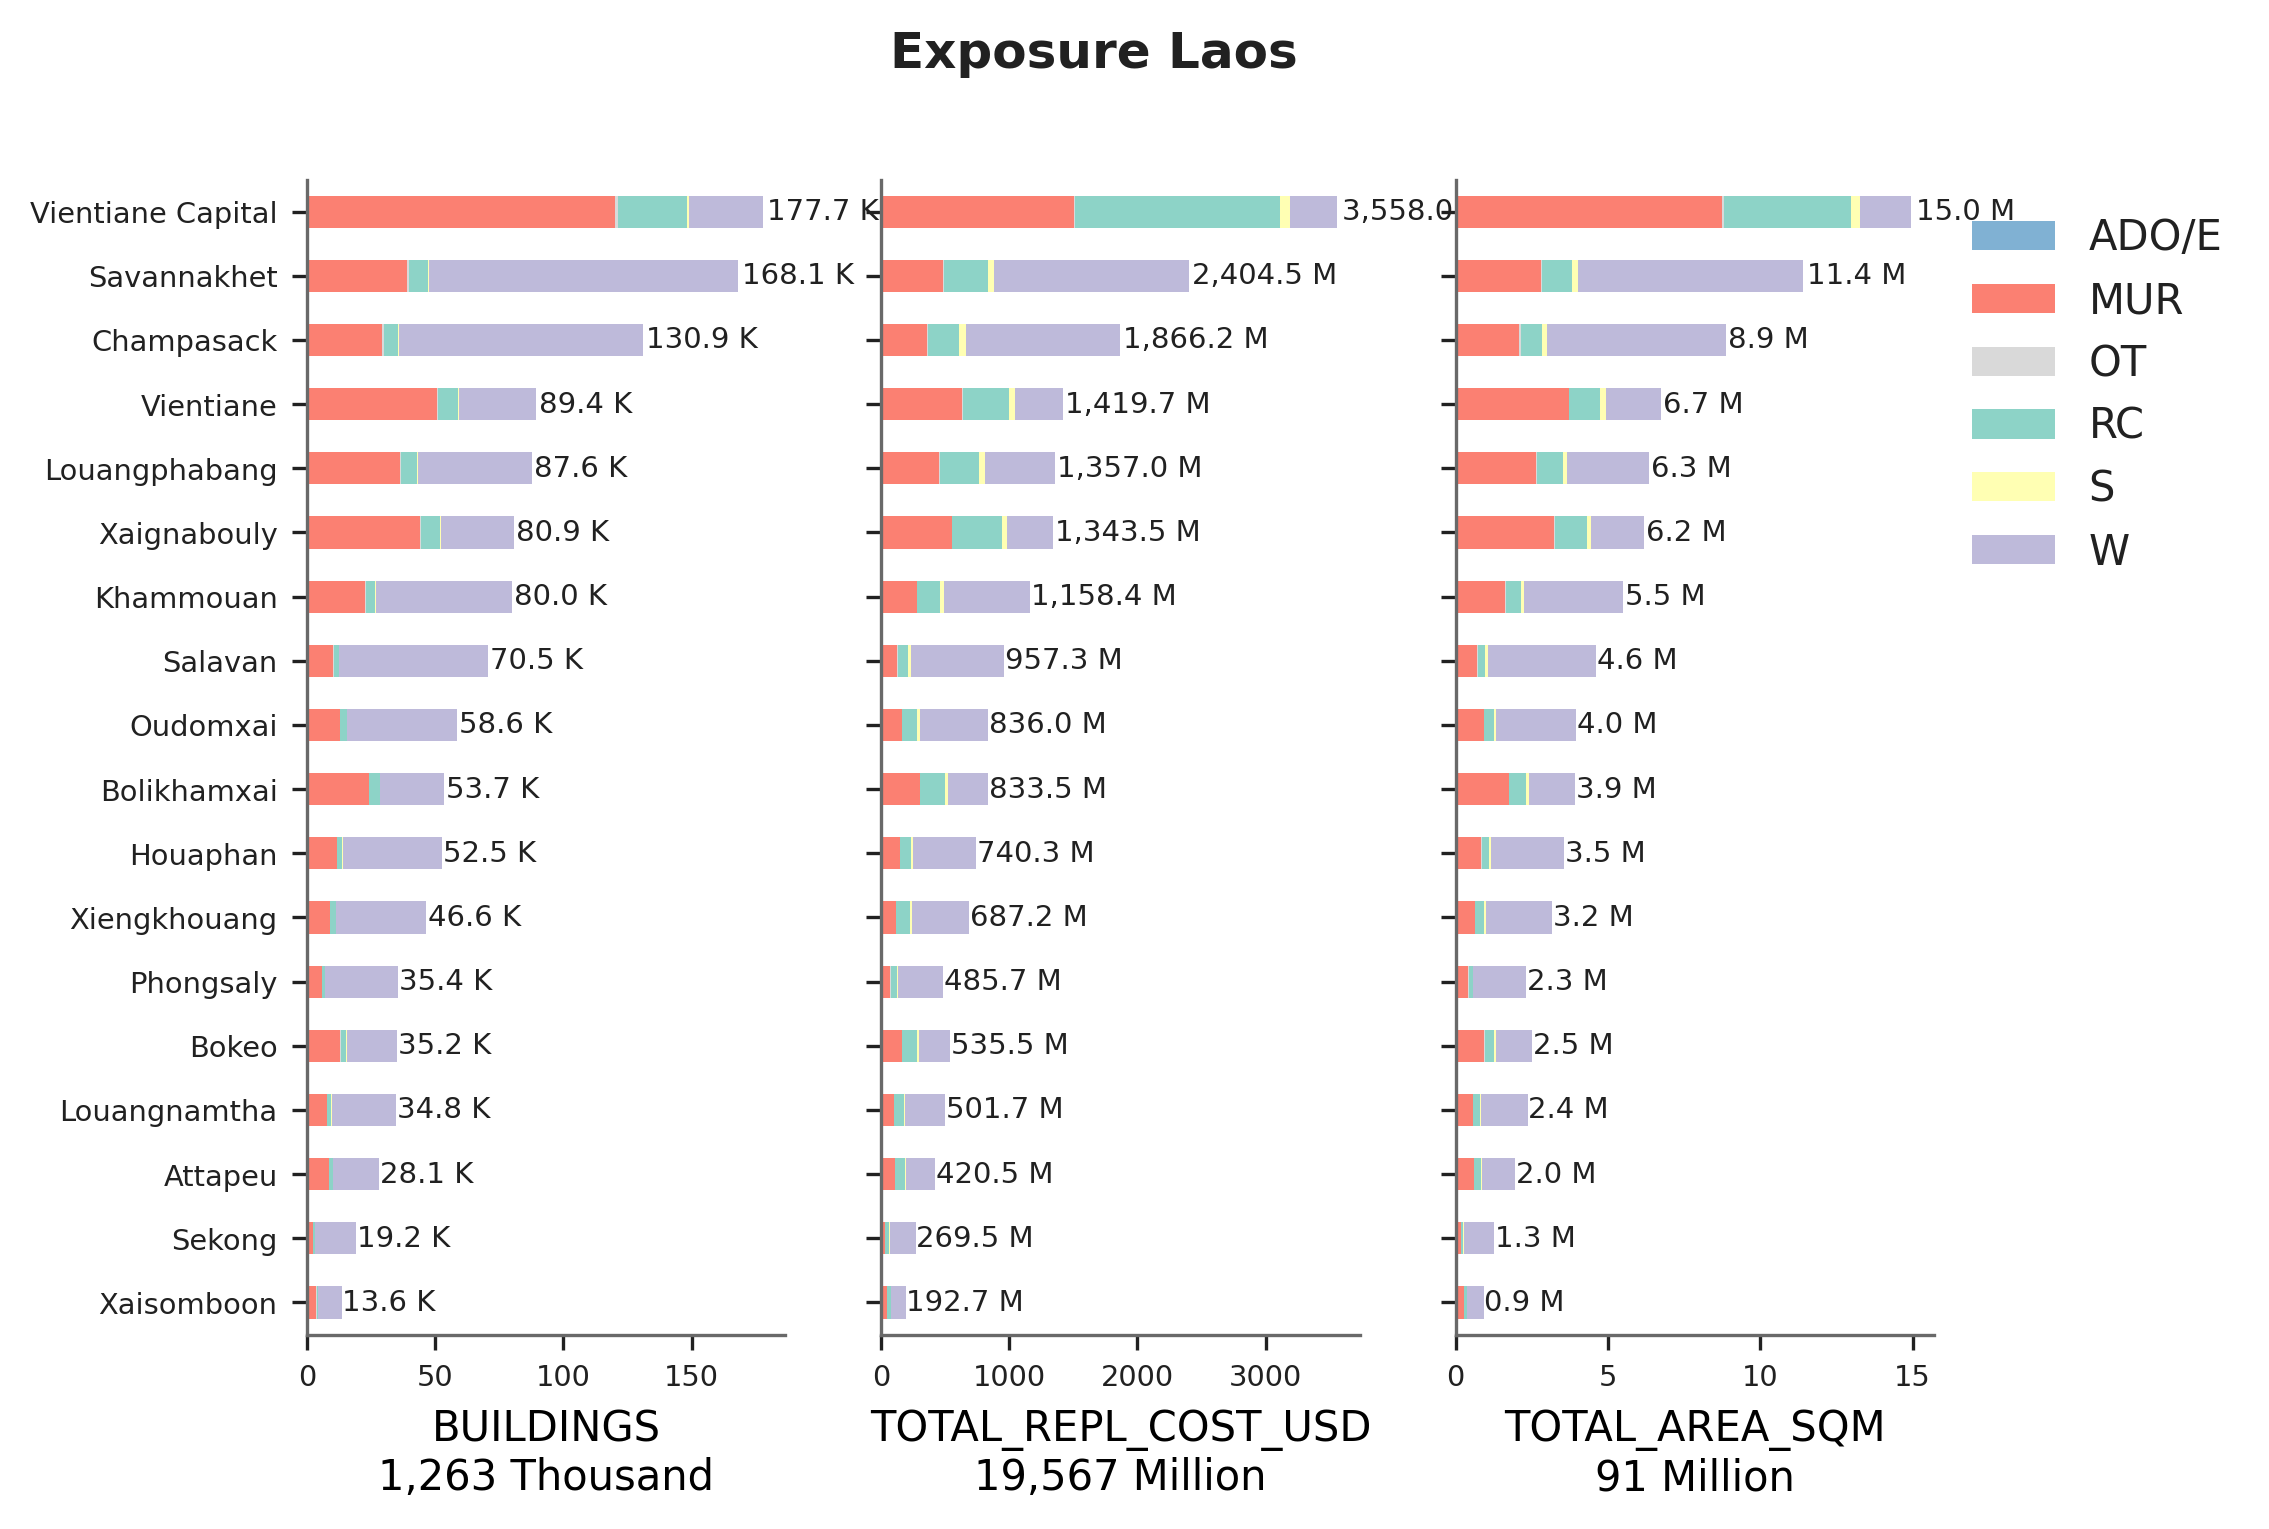 Exposure Laos
Vientiane Capital 177.7 K 3,558.0 15.0 M
Savannakhet 168.1 K 2,404.5 M 11.4 M
Champasack 130.9 K 1,866.2 M 8.9 M
Vientiane 89.4 K 1,419.7 M 6.7 M
Louangphabang 87.6 K 1,357.0 M 6.3 M
Xaignabouly 80.9 K 1,343.5 M 6.2 M
Khammouan 80.0 K 1,158.4 M 5.5 M
Salavan 70.5 K 957.3 M 4.6 M
Oudomxai 58.6 K 836.0 M 4.0 M
Bolikhamxai 53.7 K 833.5 M 3.9 M
Houaphan 52.5 K 740.3 M 3.5 M
Xiengkhouang 46.6 K 687.2 M 3.2 M
Phongsaly 35.4 K 485.7 M 2.3 M
Bokeo 35.2 K 535.5 M 2.5 M
Louangnamtha 34.8 K 501.7 M 2.4 M
Attapeu 28.1 K 420.5 M 2.0 M
Sekong 19.2 K 269.5 M 1.3 M
Xaisomboon 13.6 K 192.7 M 0.9 M
0 50 100 150
BUILDINGS
1,263 Thousand
0 1000 2000 3000
TOTAL_REPL_COST_USD
19,567 Million
0 5 10 15
TOTAL_AREA_SQM
91 Million
ADO/E
MUR
OT
RC
S
W